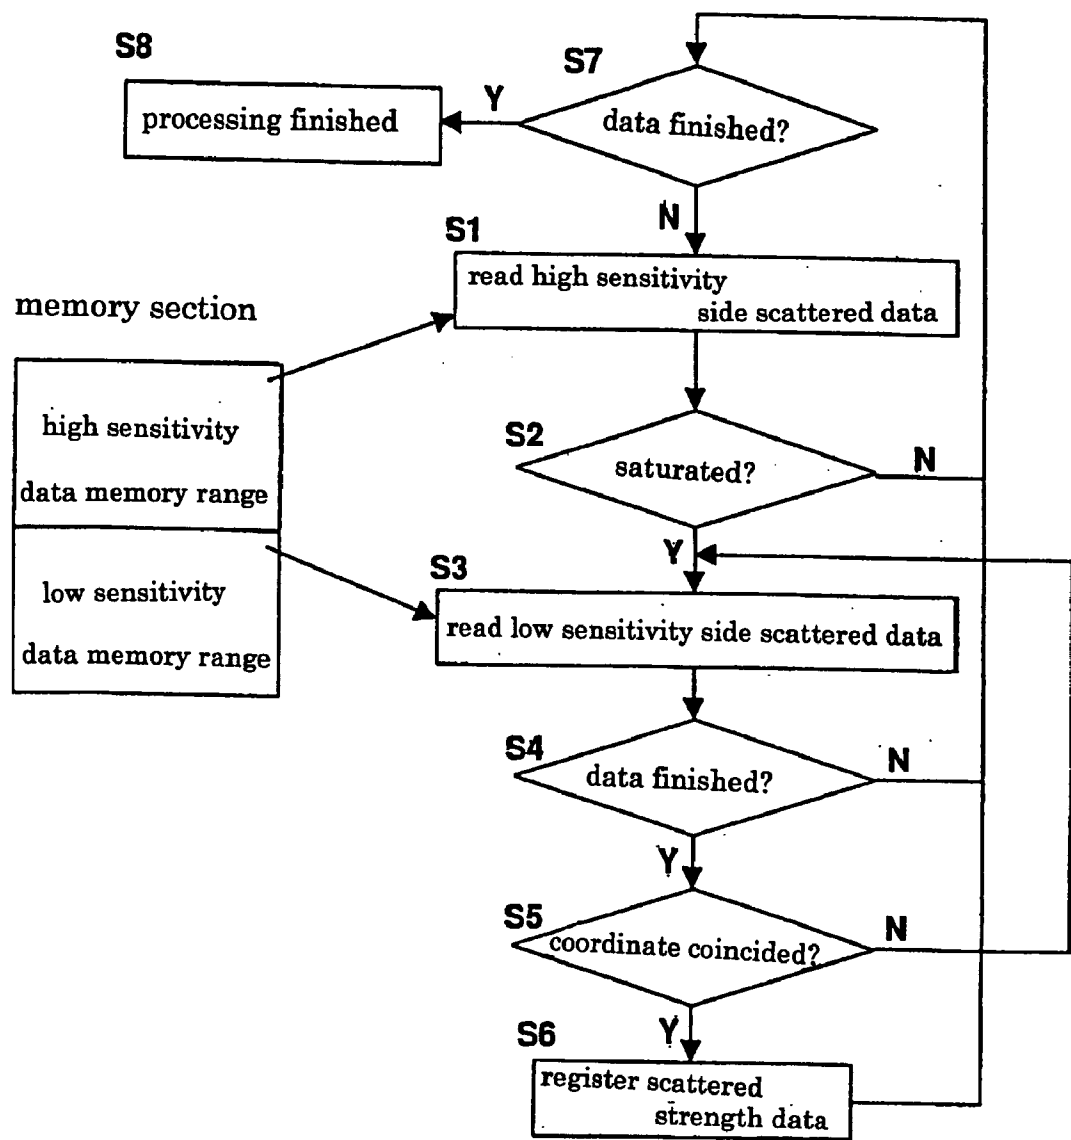 S8
S7
Y
processing finished
data finished?
N
S1
read high sensitivity
side scattered data
memory section
high sensitivity
data memory range
S2
saturated?
N
Y
S3
low sensitivity
data memory range
read low sensitivity side scattered data
S4
data finished?
N
Y
S5
coordinate coincided?
N
Y
S6
register scattered
strength data